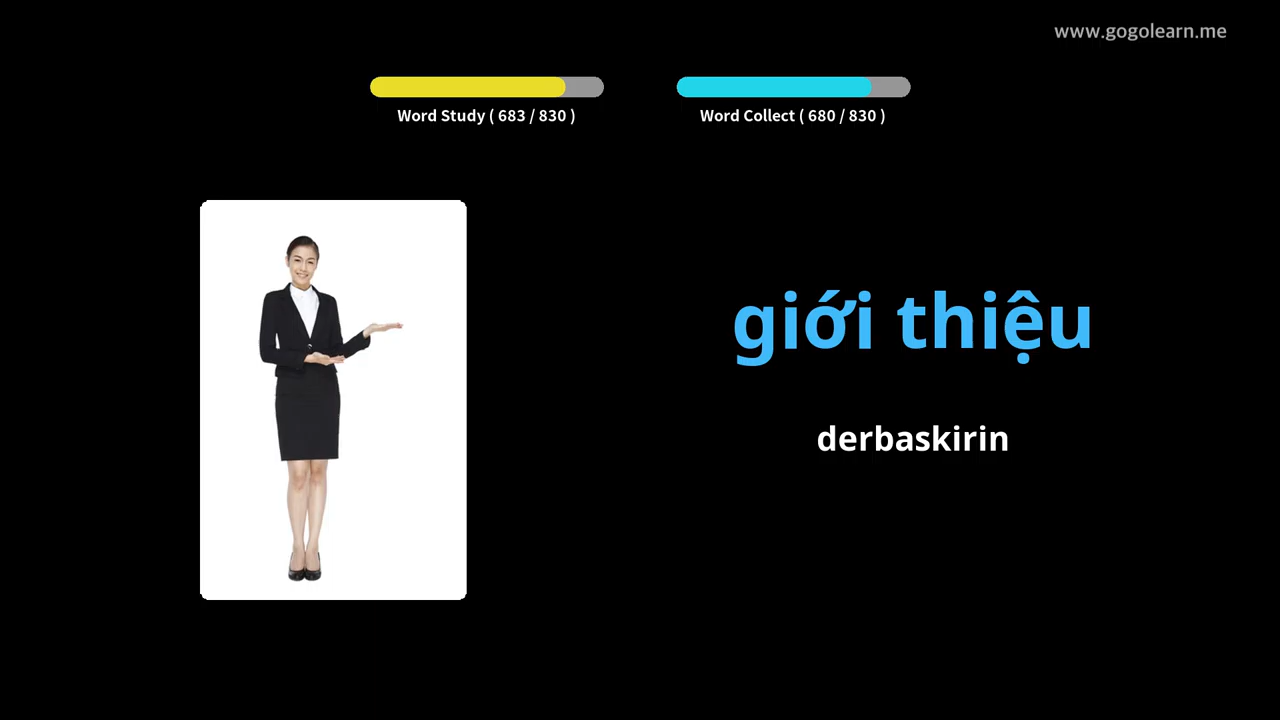 www.gogolearn.me
Word Study ( 683 / 830 )
Word Collect ( 680 / 830 )
giới thiệu
derbaskirin